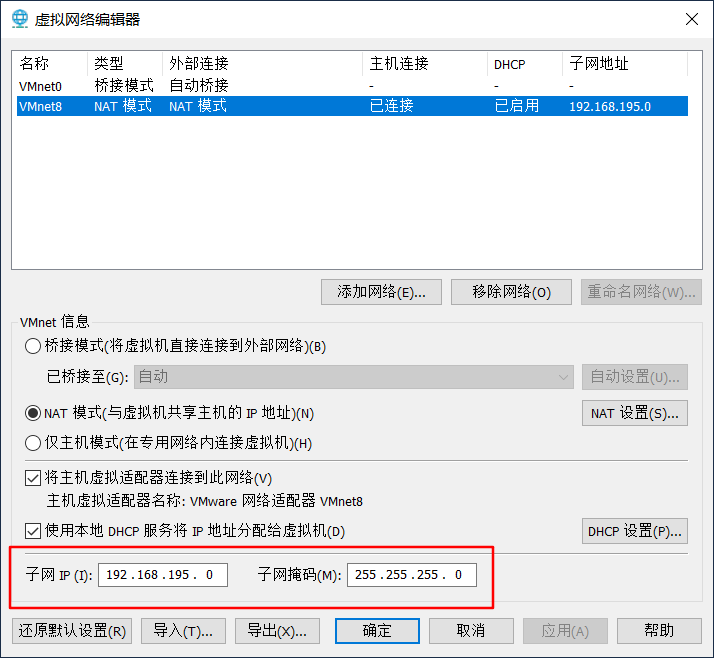 虚拟网络编辑器
名称 类型 外部连接 主机连接 DHCP 子网地址
VMnet0 桥接模式 自动桥接 - - -
VMnet8 NAT 模式 NAT 模式 已连接 已启用 192.168.195.0
添加网络(E)... 移除网络(O) 重命名网络(W)...
VMnet 信息
桥接模式(将虚拟机直接连接到外部网络)(B)
已桥接至(G): 自动 自动设置(U)...
NAT 模式(与虚拟机共享主机的 IP 地址)(N) NAT 设置(S)...
仅主机模式(在专用网络内连接虚拟机)(H)
将主机虚拟适配器连接到此网络(V)
主机虚拟适配器名称: VMware 网络适配器 VMnet8
使用本地 DHCP 服务将 IP 地址分配给虚拟机(D) DHCP 设置(P)...
子网 IP (I): 192.168.195. 0 子网掩码(M): 255.255.255. 0
还原默认设置(R) 导入(T)... 导出(X)... 确定 取消 应用(A) 帮助